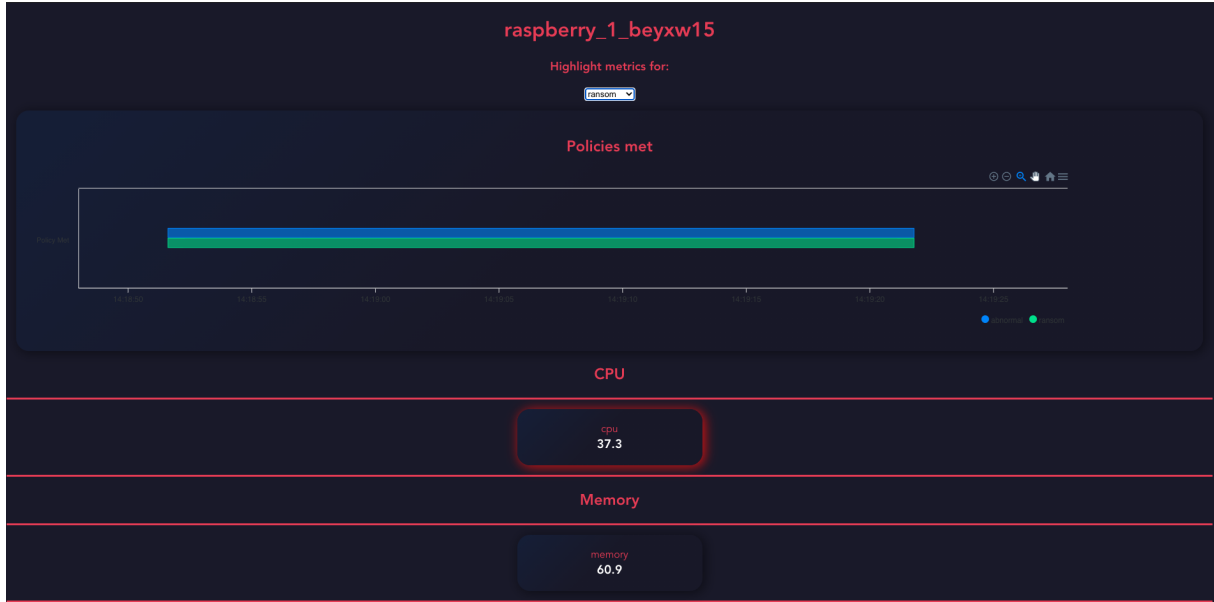 raspberry_1_beyxw15
Highlight metrics for:
ransom
Policies met
Policy Met
14:18:50 14:18:55 14:19:00 14:19:05 14:19:10 14:19:15 14:19:20 14:19:25
abnormal ransom
CPU
cpu
37.3
Memory
memory
60.9